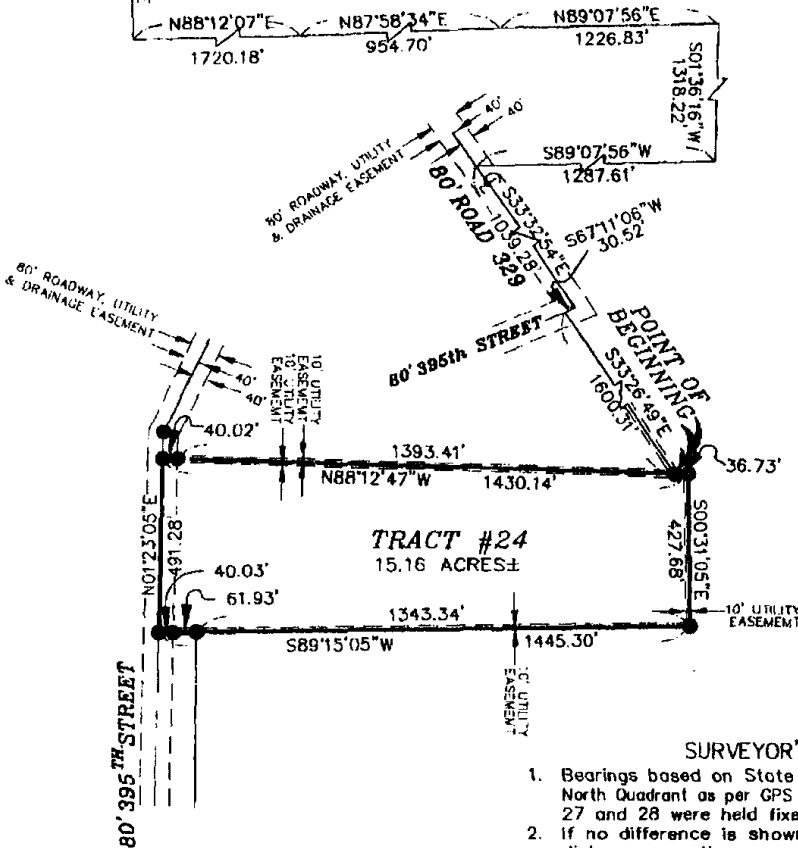 N88°12'07"E
N87°58'34"E
N89°07'56"E
1720.18'
954.70'
1226.83'
S01°36'16"W
1318.22'
40'
40'
S89°07'56"W
1287.61'
80' ROADWAY, UTILITY
& DRAINAGE EASEMENT
S33°32'54"E
1039.28'
80' ROAD 329
S67°11'06"W
30.52'
80' 395th STREET
POINT OF
BEGINNING
S33°26'49"E
1600.31'
80' ROADWAY, UTILITY
& DRAINAGE EASEMENT
40'
40'
10' UTILITY
EASEMENT
10' UTILITY
EASEMENT
40.02'
1393.41'
36.73'
N88°12'47"W
1430.14'
N01°23'05"E
491.28'
TRACT #24
15.16 ACRES±
S00°31'05"E
427.68'
40.03'
61.93'
1343.34'
10' UTILITY
EASEMENT
S89°15'05"W
1445.30'
10' UTILITY
EASEMENT
80' 395TH STREET
SURVEYOR'
1. Bearings based on State
North Quadrant as per GPS
27 and 28 were held fixe
2. If no difference is show